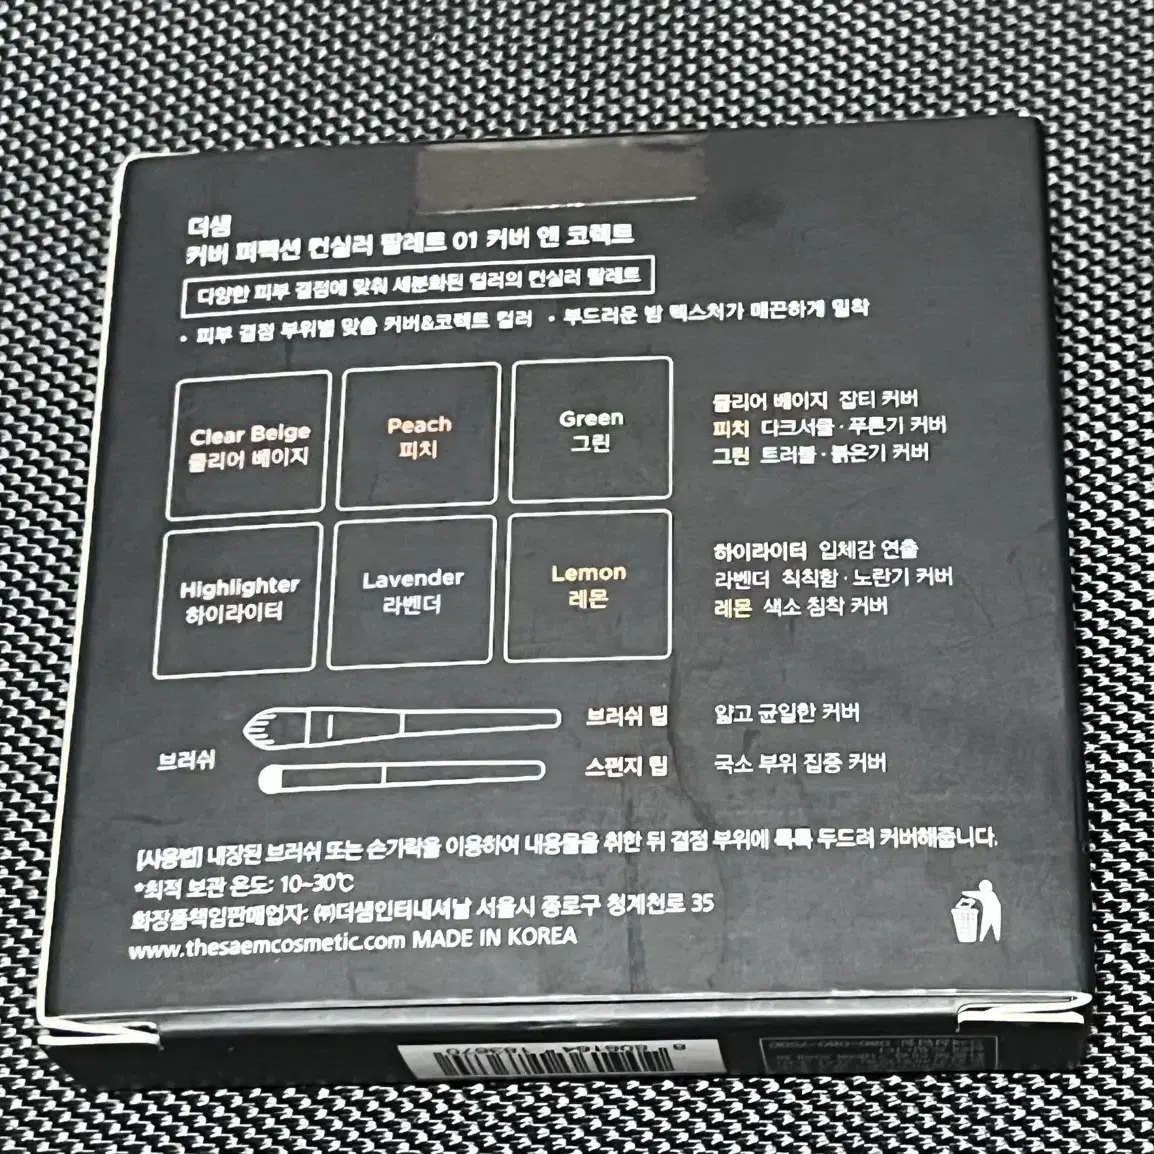 더샘
커버 퍼펙션 컨실러 팔레트 01 커버 앤 코렉트
다양한 피부 결점에 맞춰 세분화된 컬러의 컨실러 팔레트
• 피부 결점 부위별 맞춤 커버&코렉트 컬러 • 부드러운 밤 텍스처가 매끈하게 밀착
Clear Beige
클리어 베이지
Peach
피치
Green
그린
클리어 베이지 잡티 커버
피치 다크서클 · 푸른기 커버
그린 트러블 · 붉은기 커버
Highlighter
하이라이터
Lavender
라벤더
Lemon
레몬
하이라이터 입체감 연출
라벤더 칙칙함 · 노란기 커버
레몬 색소 침착 커버
브러쉬
브러쉬 팁 얇고 균일한 커버
스펀지 팁 국소 부위 집중 커버
[사용법] 내장된 브러쉬 또는 손가락을 이용하여 내용물을 취한 뒤 결점 부위에 톡톡 두드려 커버해줍니다.
*최적 보관 온도: 10~30℃
화장품책임판매업자: ㈜더샘인터내셔날 서울시 종로구 청계천로 35
www.thesaemcosmetic.com MADE IN KOREA
8 806164 163670